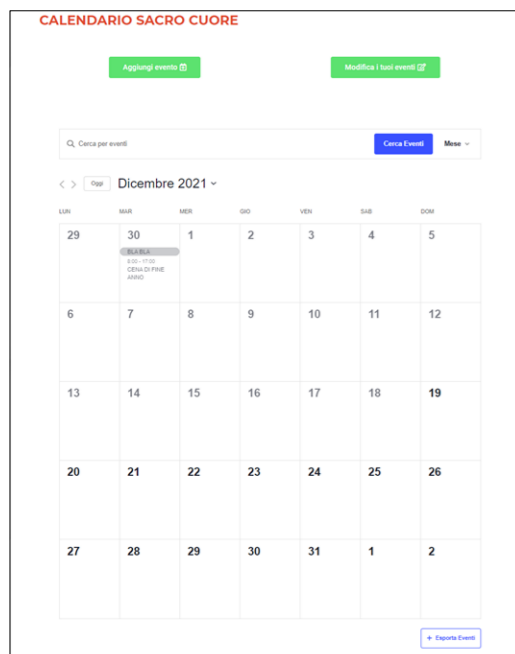 CALENDARIO SACRO CUORE
Aggiungi evento
Modifica i tuoi eventi
Cerca per eventi
Cerca Eventi
Mese
Oggi
Dicembre 2021
LUN MAR MER GIO VEN SAB DOM
29 30 1 2 3 4 5
BLA BLA
8:00 - 17:00
CENA DI FINE
ANNO
6 7 8 9 10 11 12
13 14 15 16 17 18 19
20 21 22 23 24 25 26
27 28 29 30 31 1 2
+ Esporta Eventi